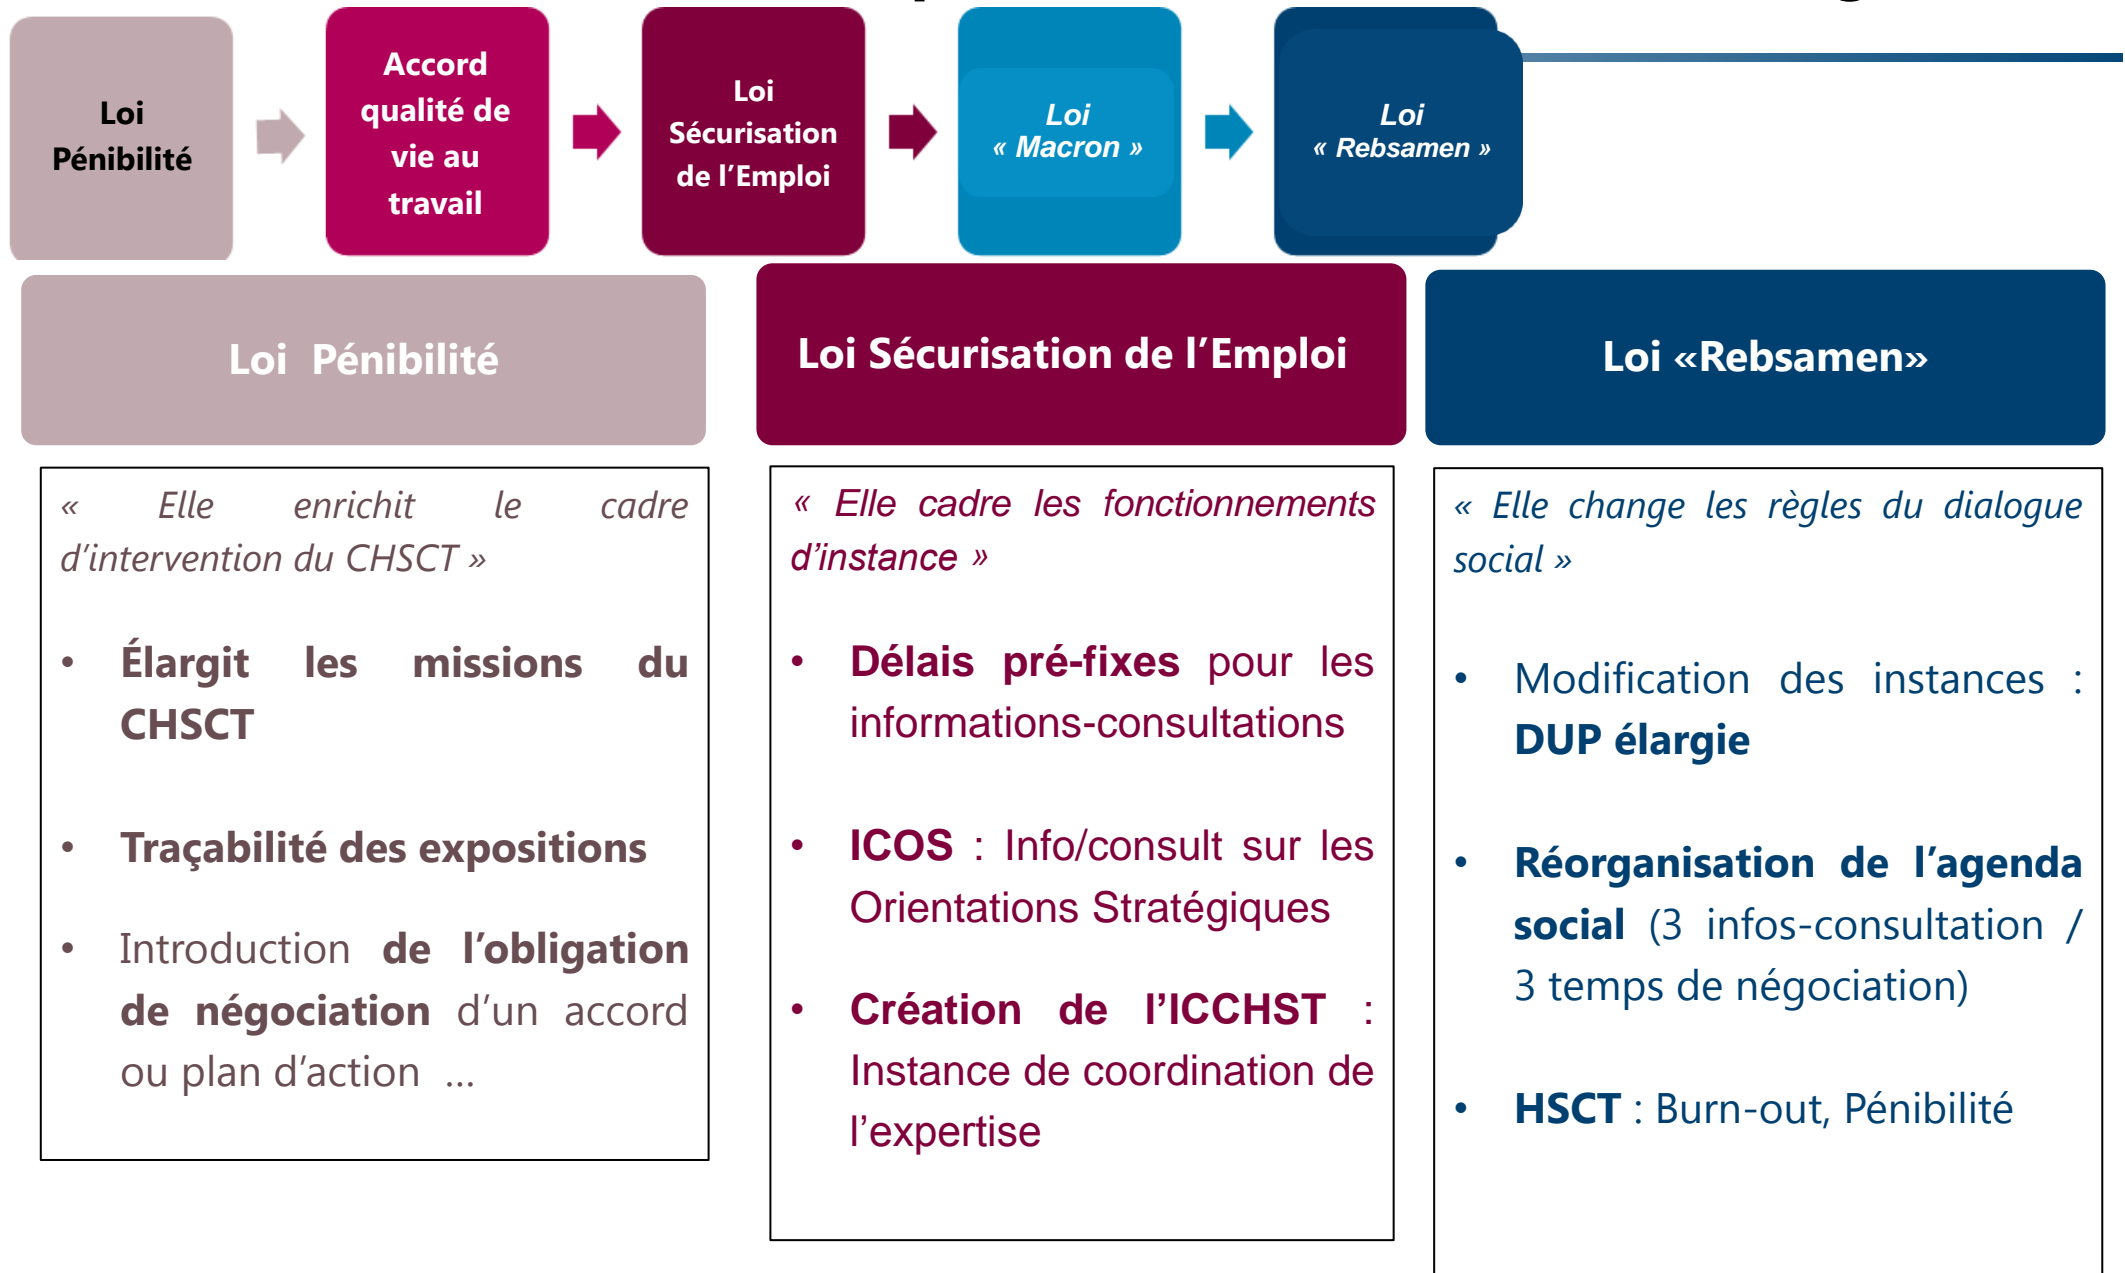 Loi
Pénibilité
Accord
qualité de
vie au
travail
Loi
Sécurisation
de l’Emploi
Loi
« Macron »
Loi
« Rebsamen »
Loi Pénibilité
« Elle enrichit le cadre
d’intervention du CHSCT »
• Élargit les missions du
CHSCT
• Traçabilité des expositions
• Introduction de l’obligation
de négociation d’un accord
ou plan d’action ...
Loi Sécurisation de l’Emploi
« Elle cadre les fonctionnements
d’instance »
• Délais pré-fixes pour les
informations-consultations
• ICOS : Info/consult sur les
Orientations Stratégiques
• Création de l’ICCHST :
Instance de coordination de
l’expertise
Loi «Rebsamen»
« Elle change les règles du dialogue
social »
• Modification des instances :
DUP élargie
• Réorganisation de l’agenda
social (3 infos-consultation /
3 temps de négociation)
• HSCT : Burn-out, Pénibilité